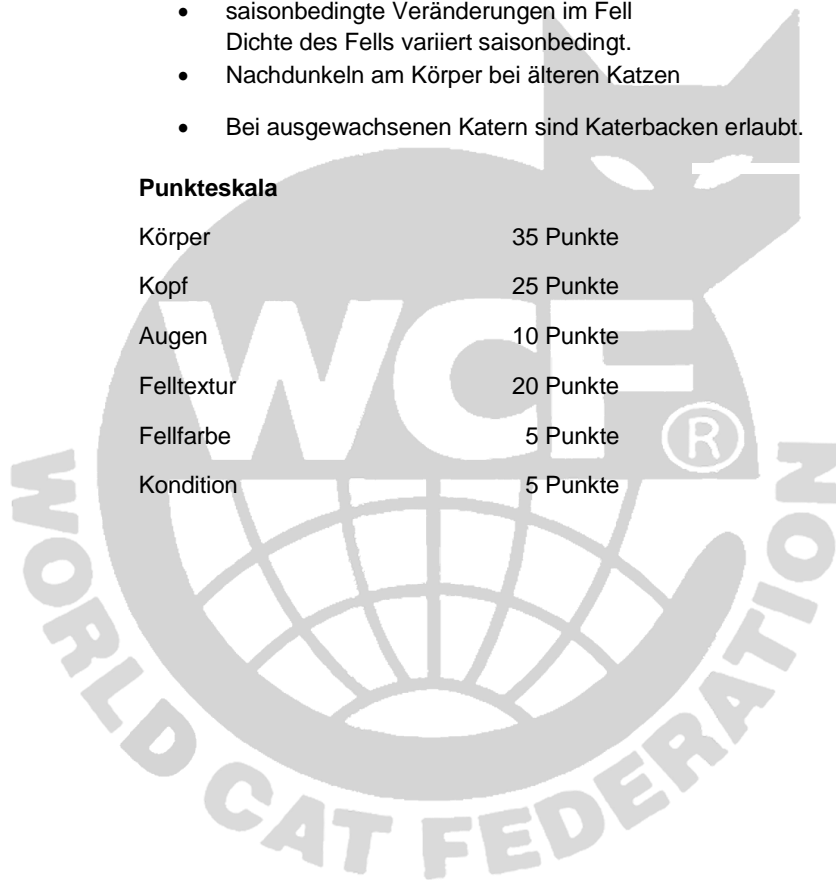 • saisonbedingte Veränderungen im Fell
Dichte des Fells variiert saisonbedingt.
• Nachdunkeln am Körper bei älteren Katzen
• Bei ausgewachsenen Katern sind Katerbacken erlaubt.
Punkteskala
Körper 35 Punkte
Kopf 25 Punkte
Augen 10 Punkte
Felltextur 20 Punkte
Fellfarbe 5 Punkte
Kondition 5 Punkte
WCF ®
WORLD CAT FEDERATION